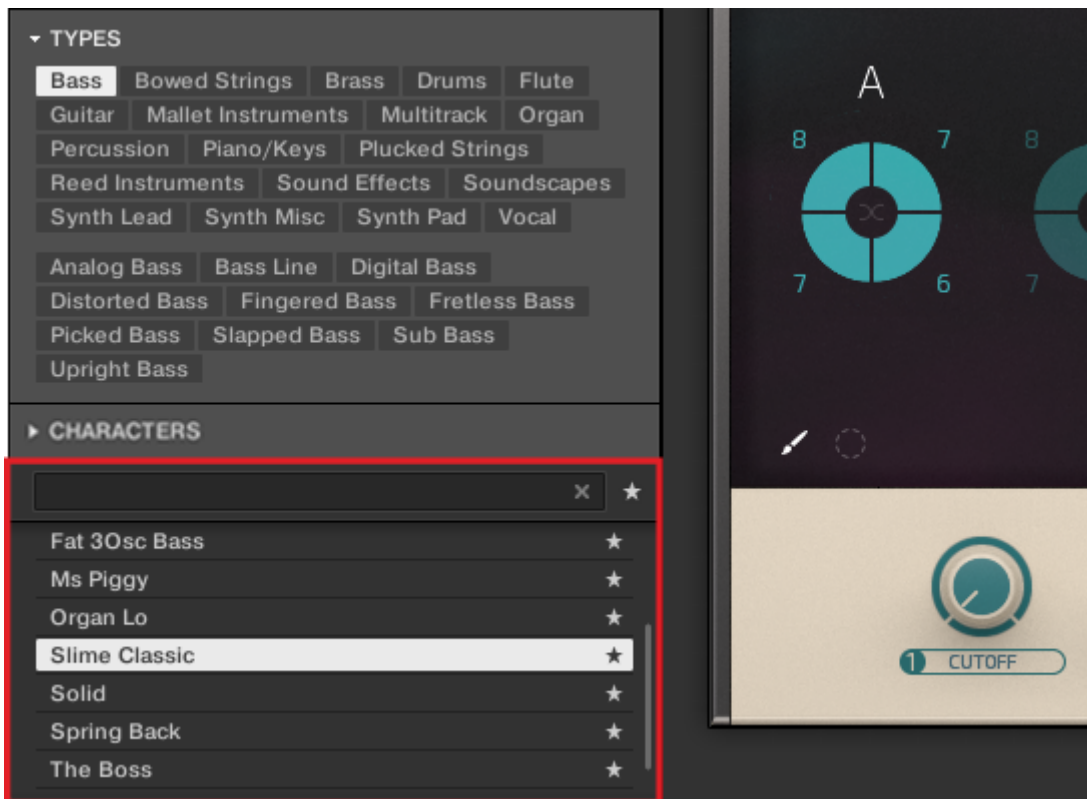 TYPES
Bass Bowed Strings Brass Drums Flute
Guitar Mallet Instruments Multitrack Organ
Percussion Piano/Keys Plucked Strings
Reed Instruments Sound Effects Soundscapes
Synth Lead Synth Misc Synth Pad Vocal
Analog Bass Bass Line Digital Bass
Distorted Bass Fingered Bass Fretless Bass
Picked Bass Slapped Bass Sub Bass
Upright Bass
CHARACTERS
Fat 3Osc Bass
Ms Piggy
Organ Lo
Slime Classic
Solid
Spring Back
The Boss
A
8 7 8
7 6 7
1 CUTOFF